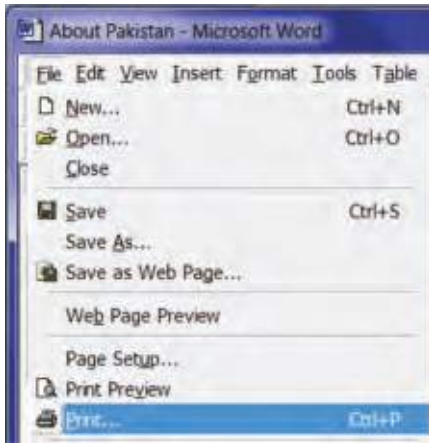 About Pakistan - Microsoft Word
File Edit View Insert Format Tools Table
New... Ctrl+N
Open... Ctrl+O
Close
Save Ctrl+S
Save As...
Save as Web Page...
Web Page Preview
Page Setup...
Print Preview
Print... Ctrl+P